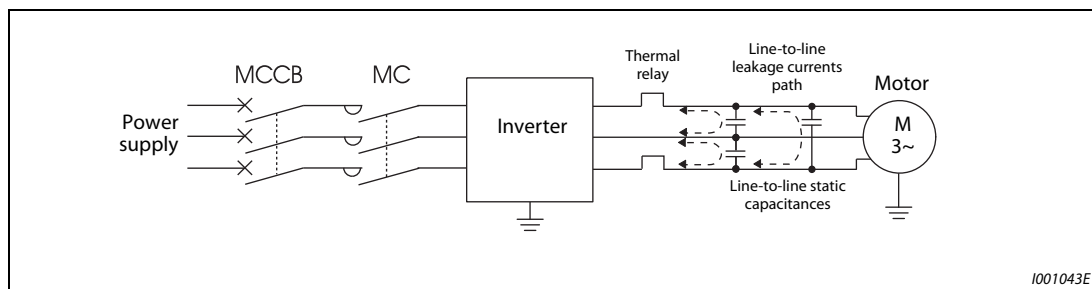 MCCB
MC
Power
supply
Inverter
Thermal
relay
Line-to-line
leakage currents
path
Motor
M
3~
Line-to-line static
capacitances
I001043E